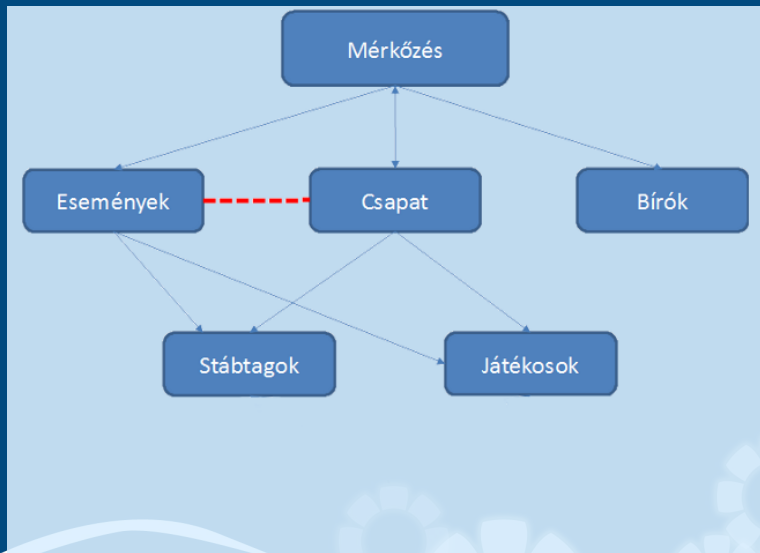 Mérkőzés
Események
Csapat
Bírók
Stábtagok
Játékosok